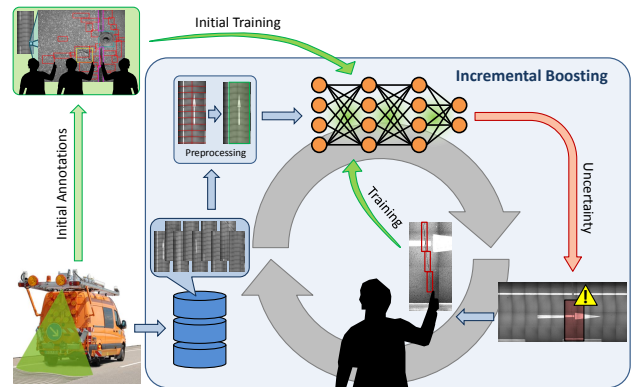 Initial Training
Incremental Boosting
Preprocessing
Initial Annotations
Training
Uncertainty